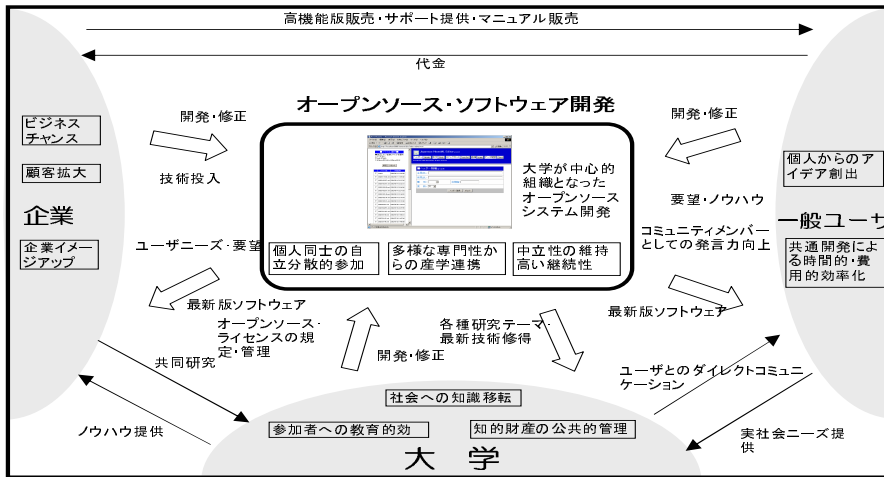 高機能版販売・サポート提供・マニュアル販売
代金
オープンソース・ソフトウェア開発
開発・修正
開発・修正
ビジネス
チャンス
顧客拡大
技術投入
企業
企業イメー
ジアップ
ユーザニーズ・要望
大学が中心的
組織となった
オープンソース
システム開発
個人同士の自
立分散的参加
多様な専門性か
らの産学連携
中立性の維持
高い継続性
個人からのア
イデア創出
要望・ノウハウ
一般ユーザ
コミュニティメンバー
としての発言力向上
共通開発によ
る時間的・費
用的効率化
最新版ソフトウェア
オープンソース・
ライセンスの規
定・管理
共同研究
開発・修正
各種研究テーマ・
最新技術修得
最新版ソフトウェア
ユーザとのダイレクトコミュニ
ケーション
社会への知識移転
ノウハウ提供
参加者への教育的効
知的財産の公共的管理
実社会ニーズ提
供
大 学